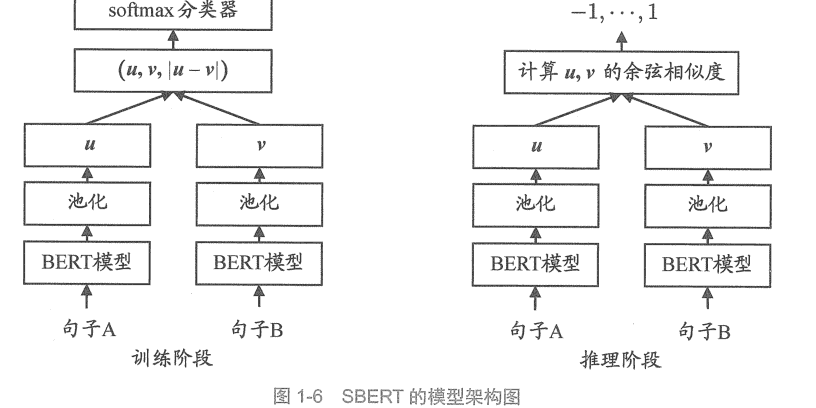 softmax 分类器
(u, v, |u − v|)
u
v
池化
池化
BERT模型
BERT模型
句子A
句子B
训练阶段
−1, ⋯, 1
计算 u, v 的余弦相似度
u
v
池化
池化
BERT模型
BERT模型
句子A
句子B
推理阶段
图 1-6 SBERT 的模型架构图